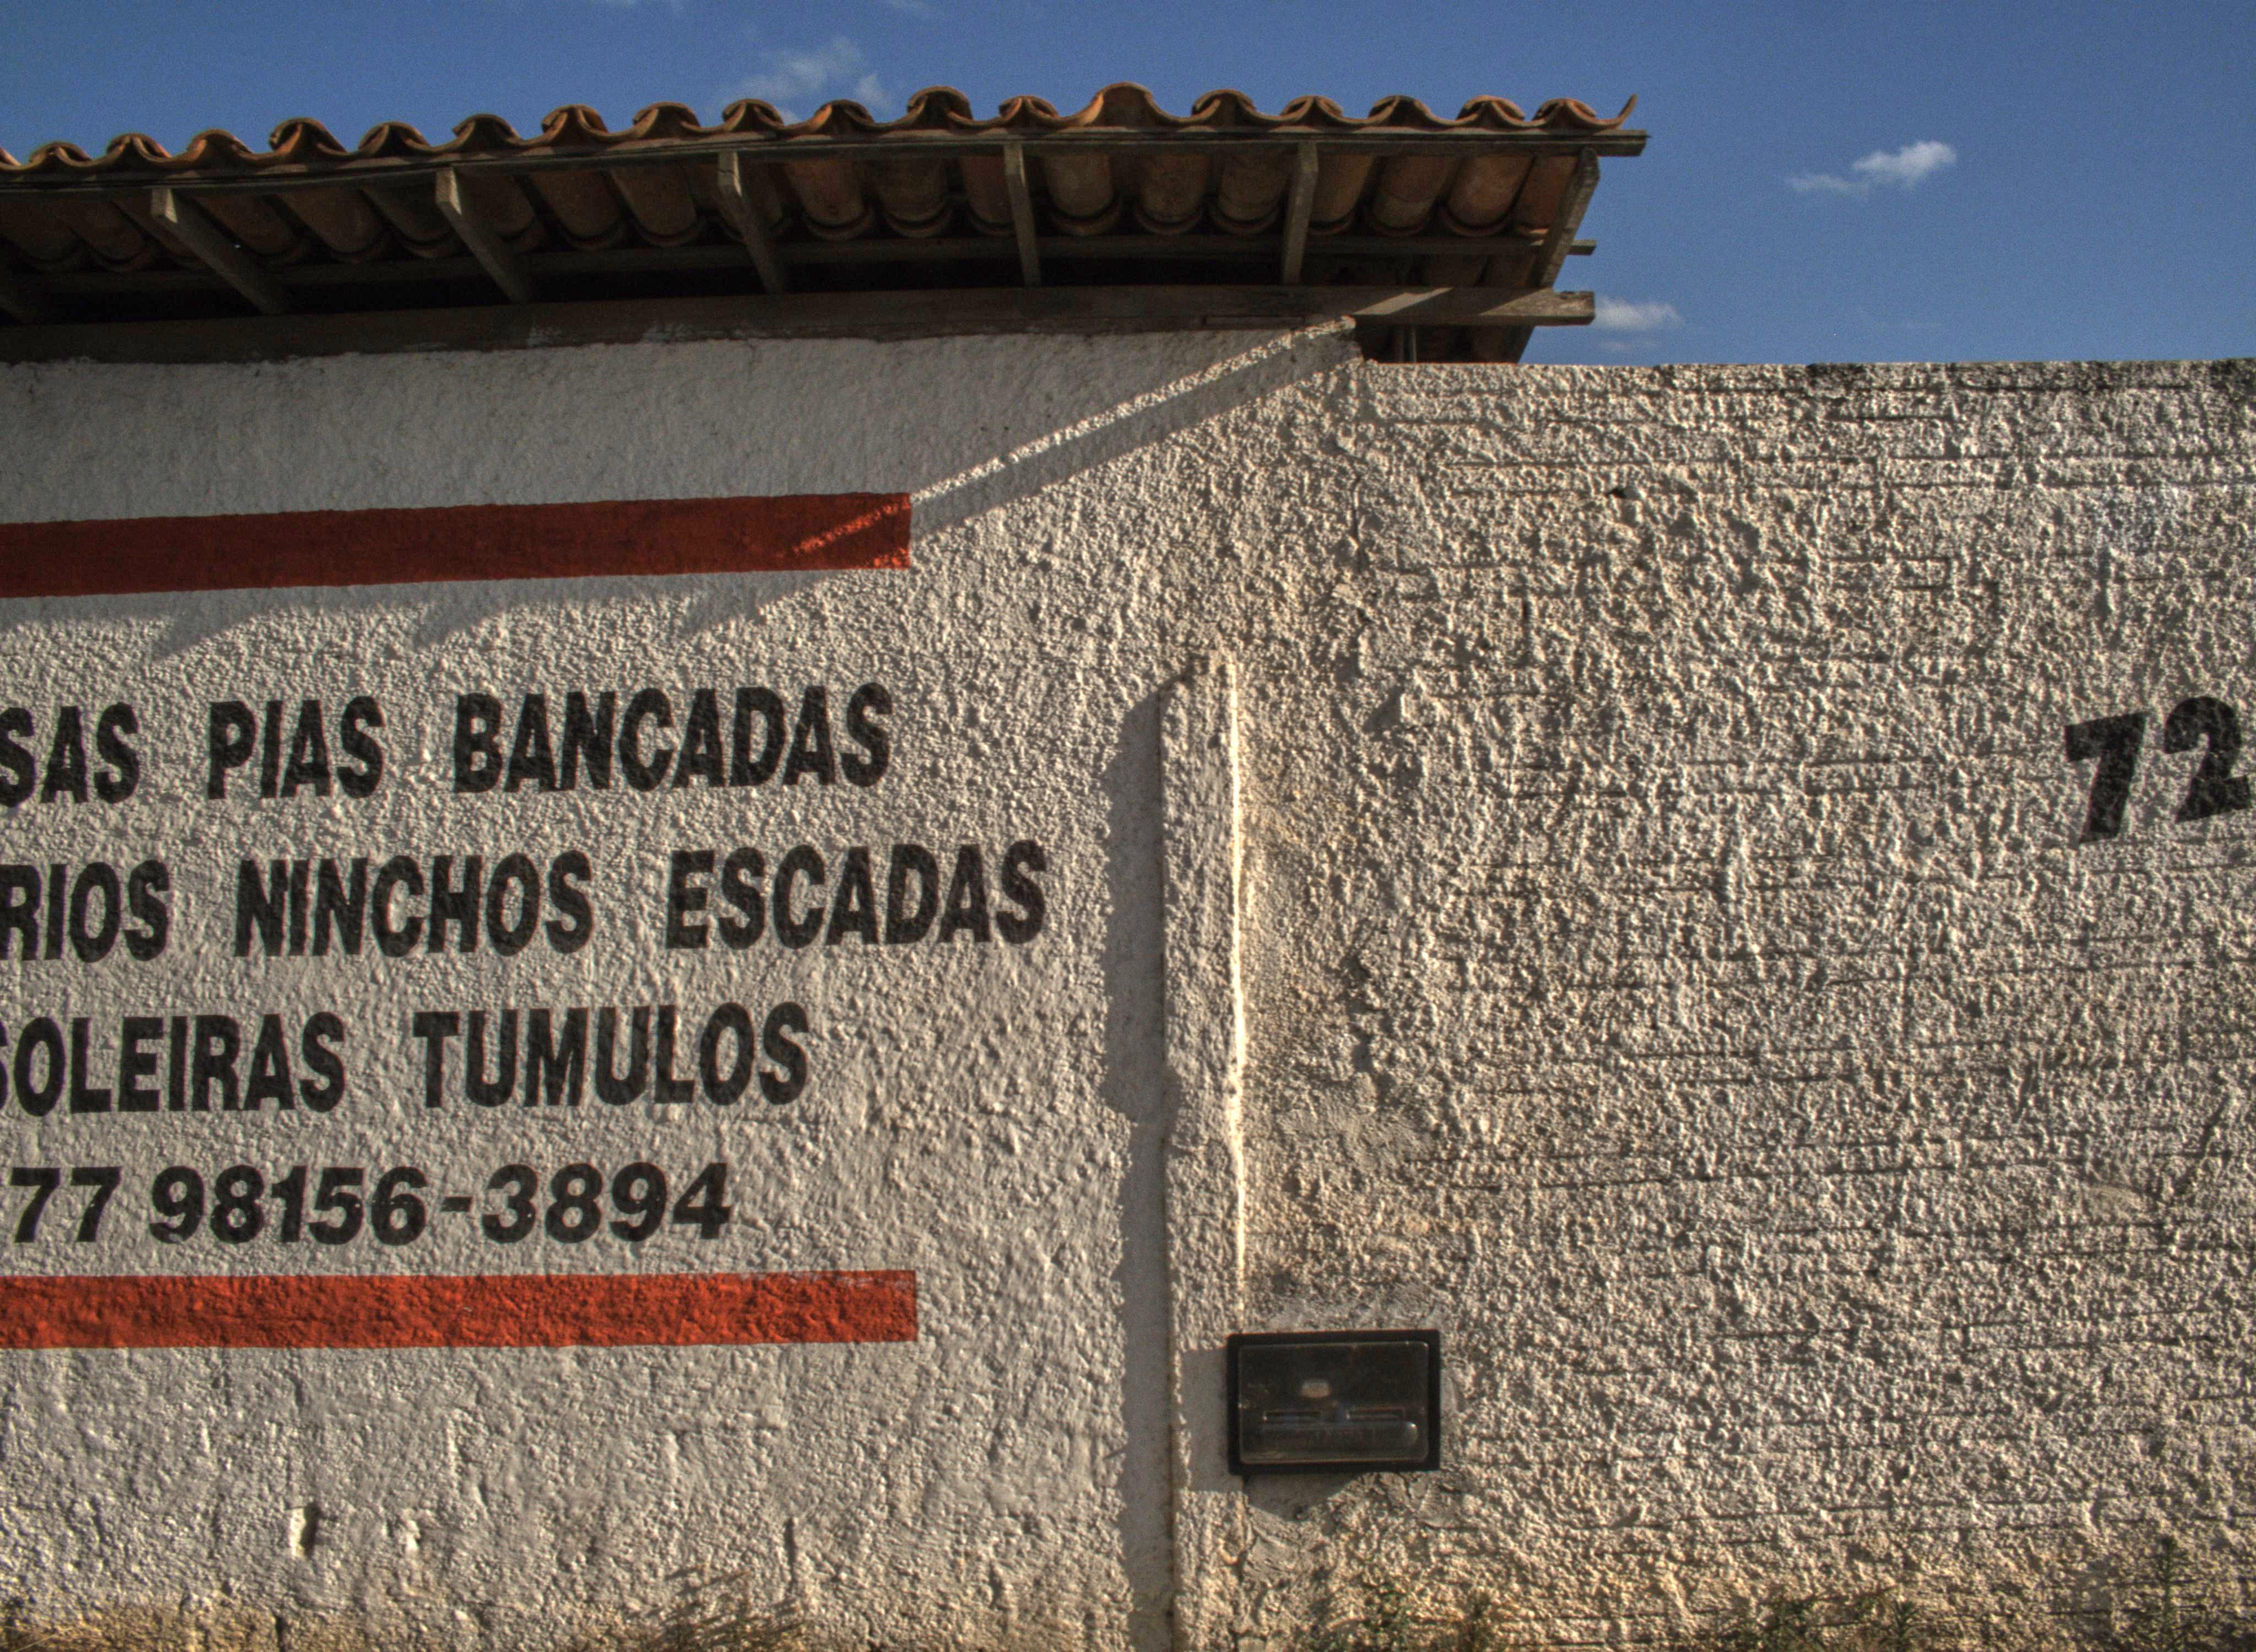 SAS PIAS BANCADAS
RIOS NINCHOS ESCADAS
SOLEIRAS TUMULOS
77 98156-3894
72